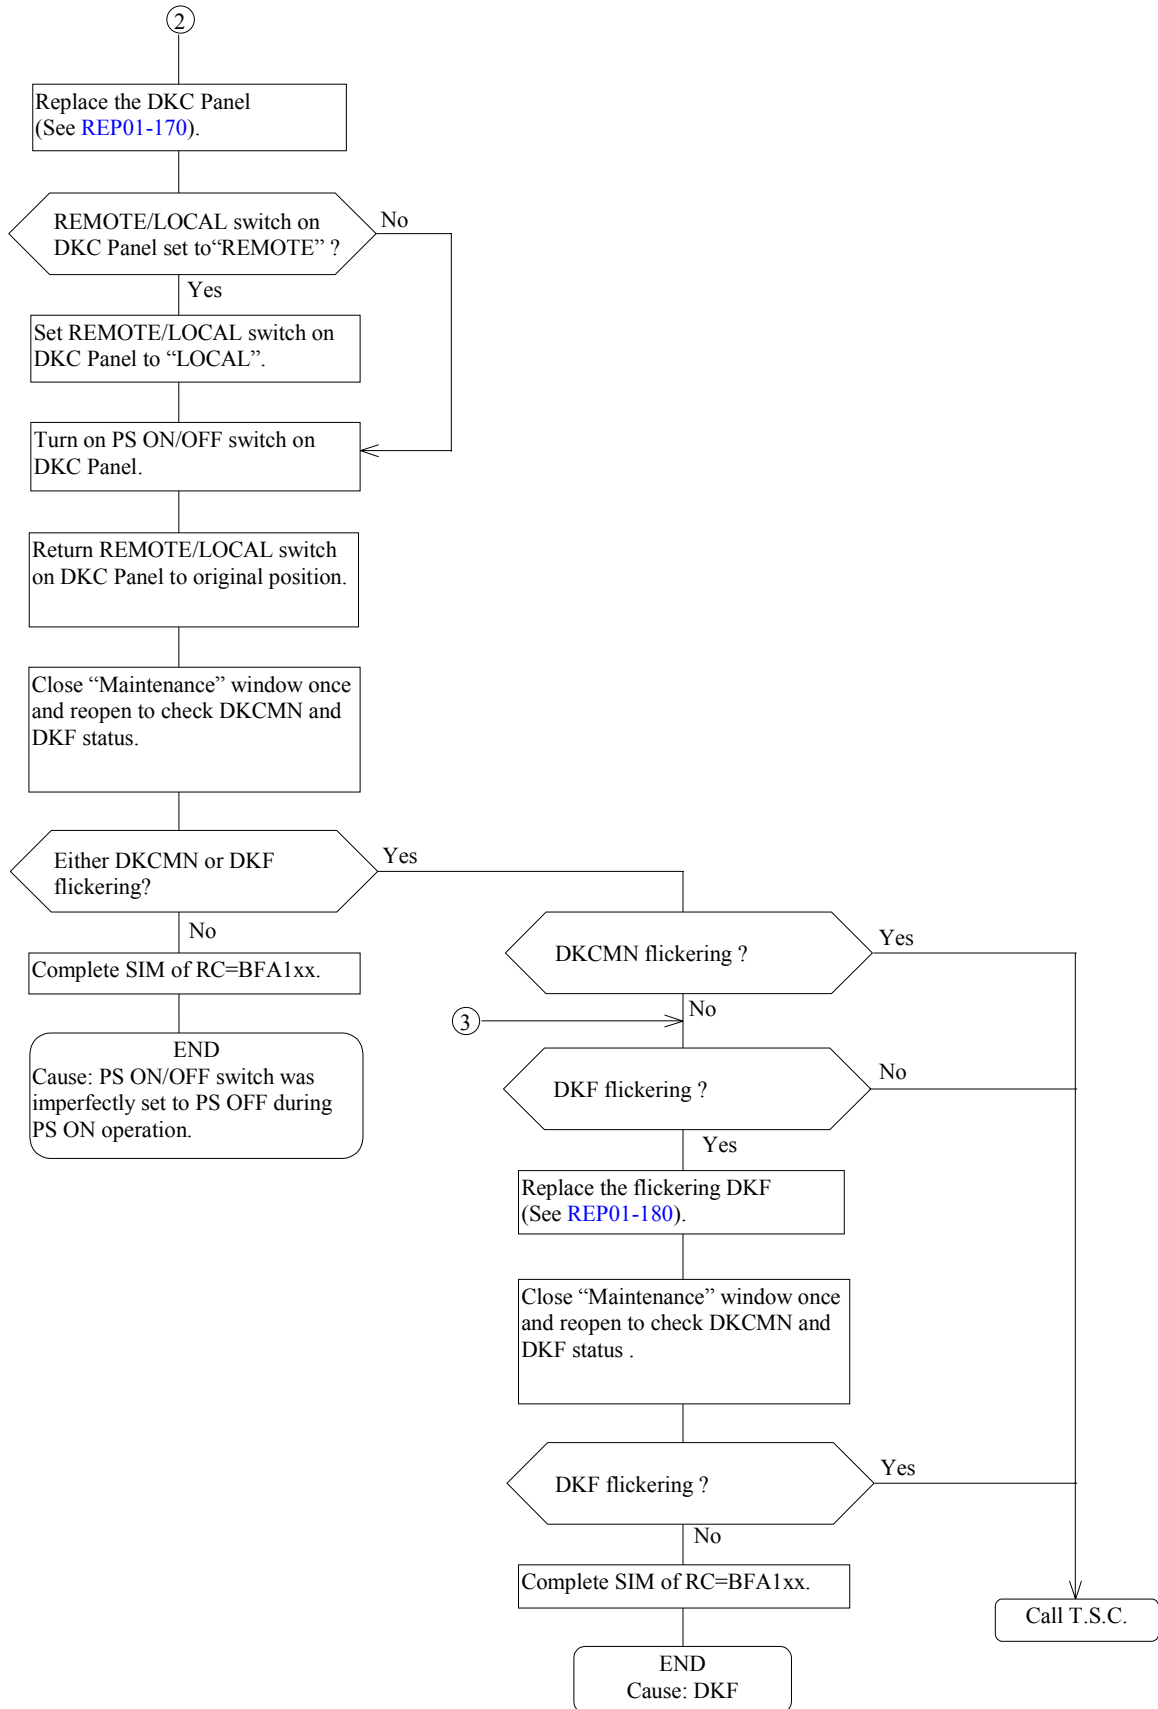 2
Replace the DKC Panel
(See REP01-170).
REMOTE/LOCAL switch on
DKC Panel set to“REMOTE” ?
No
Yes
Set REMOTE/LOCAL switch on
DKC Panel to “LOCAL”.
Turn on PS ON/OFF switch on
DKC Panel.
Return REMOTE/LOCAL switch
on DKC Panel to original position.
Close “Maintenance” window once
and reopen to check DKCMN and
DKF status.
Either DKCMN or DKF
flickering?
Yes
No
Complete SIM of RC=BFA1xx.
END
Cause: PS ON/OFF switch was
imperfectly set to PS OFF during
PS ON operation.
DKCMN flickering ?
Yes
No
3
DKF flickering ?
No
Yes
Replace the flickering DKF
(See REP01-180).
Close “Maintenance” window once
and reopen to check DKCMN and
DKF status .
DKF flickering ?
Yes
No
Complete SIM of RC=BFA1xx.
END
Cause: DKF
Call T.S.C.